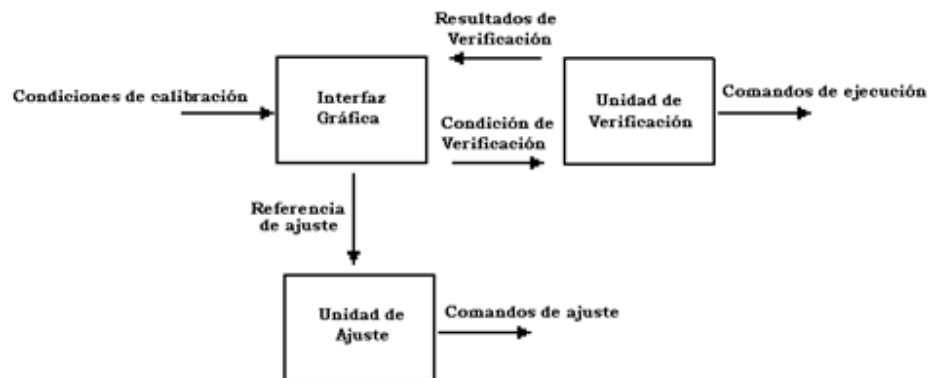 Resultados de
Verificación
Condiciones de calibración
Interfaz
Gráfica
Condición de
Verificación
Unidad de
Verificación
Comandos de ejecución
Referencia
de ajuste
Unidad de
Ajuste
Comandos de ajuste